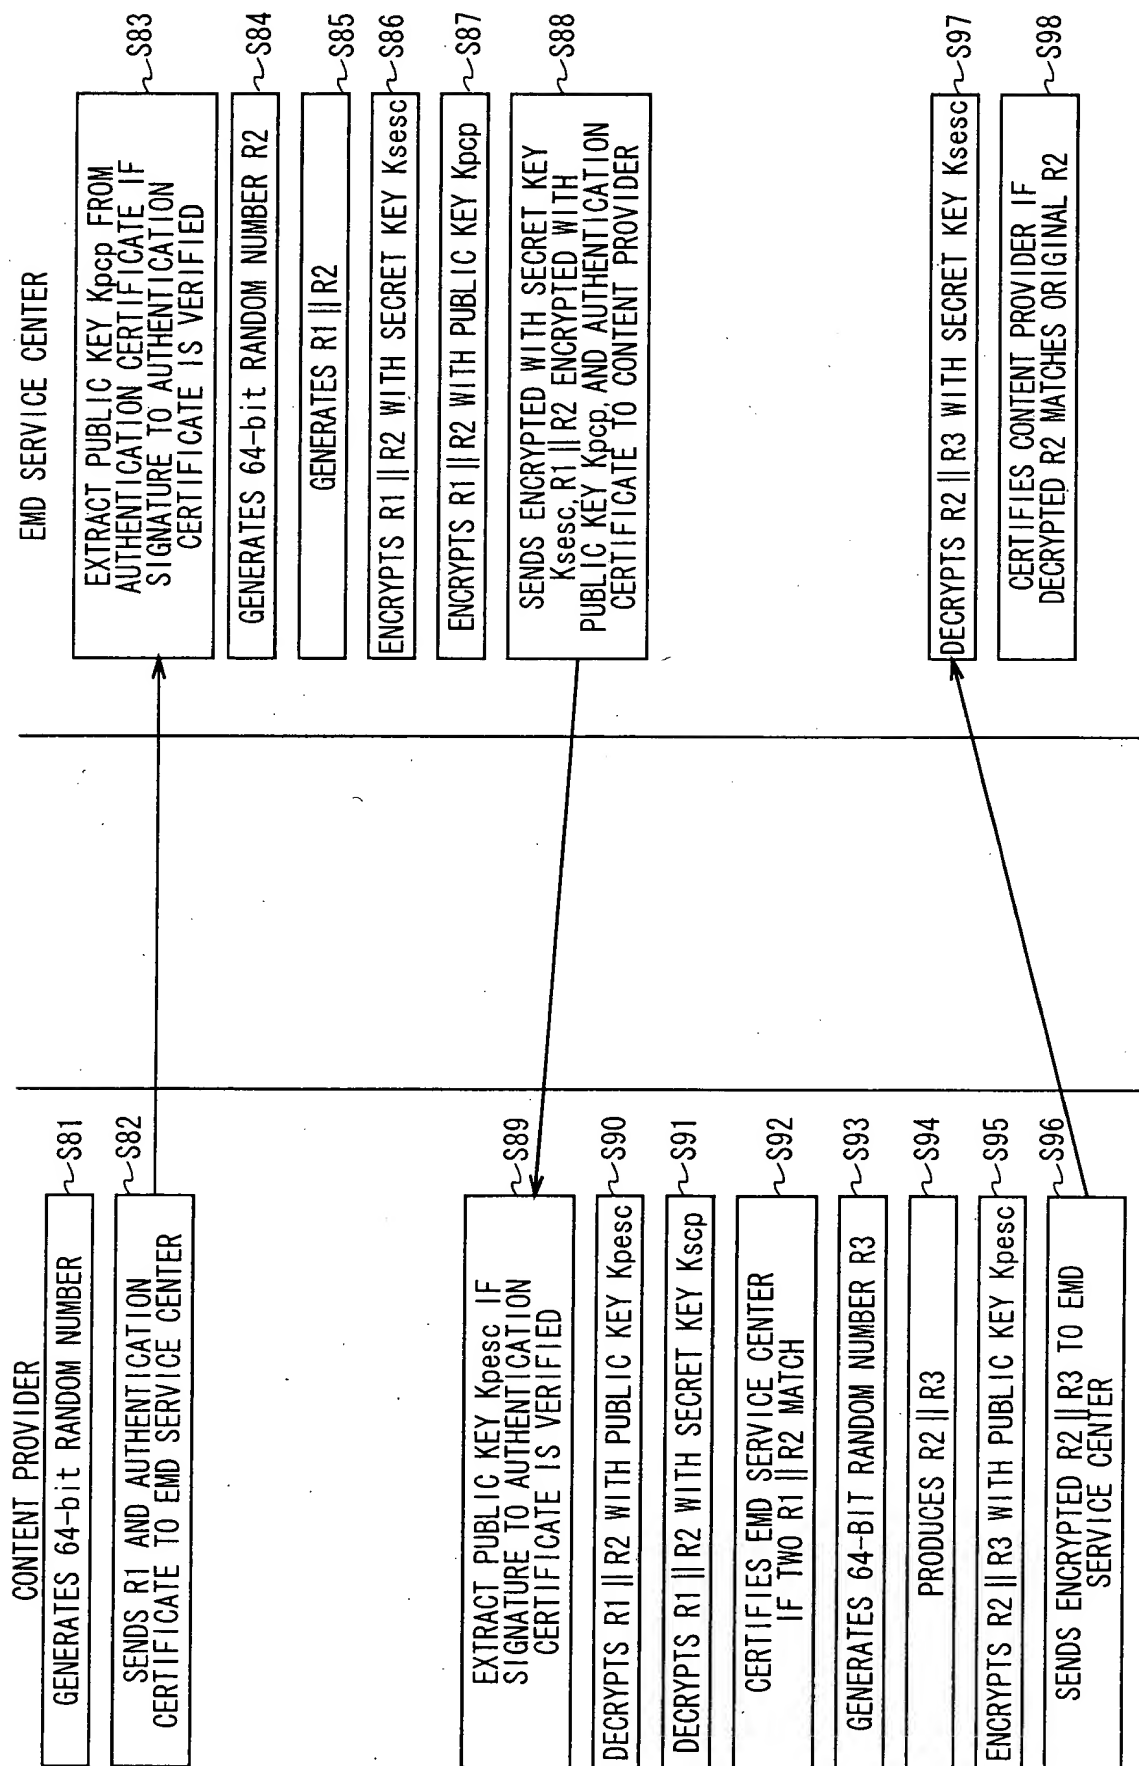 CONTENT PROVIDER
GENERATES 64-bit RANDOM NUMBER
S81
SENDS R1 AND AUTHENTICATION
CERTIFICATE TO EMD SERVICE CENTER
S82
EMD SERVICE CENTER
EXTRACT PUBLIC KEY Kpcp FROM
AUTHENTICATION CERTIFICATE IF
SIGNATURE TO AUTHENTICATION
CERTIFICATE IS VERIFIED
S83
GENERATES 64-bit RANDOM NUMBER R2
S84
GENERATES R1 || R2
S85
ENCRYPTS R1 || R2 WITH SECRET KEY Ksesc
S86
ENCRYPTS R1 || R2 WITH PUBLIC KEY Kpcp
S87
SENDS ENCRYPTED WITH SECRET KEY
Ksesc, R1 || R2 ENCRYPTED WITH
PUBLIC KEY Kpcp, AND AUTHENTICATION
CERTIFICATE TO CONTENT PROVIDER
S88
EXTRACT PUBLIC KEY Kpesc IF
SIGNATURE TO AUTHENTICATION
CERTIFICATE IS VERIFIED
S89
DECRYPTS R1 || R2 WITH PUBLIC KEY Kpesc
S90
DECRYPTS R1 || R2 WITH SECRET KEY Kscp
S91
CERTIFIES EMD SERVICE CENTER
IF TWO R1 || R2 MATCH
S92
GENERATES 64-BIT RANDOM NUMBER R3
S93
PRODUCES R2 || R3
S94
ENCRYPTS R2 || R3 WITH PUBLIC KEY Kpesc
S95
SENDS ENCRYPTED R2 || R3 TO EMD
SERVICE CENTER
S96
DECRYPTS R2 || R3 WITH SECRET KEY Ksesc
S97
CERTIFIES CONTENT PROVIDER IF
DECRYPTED R2 MATCHES ORIGINAL R2
S98